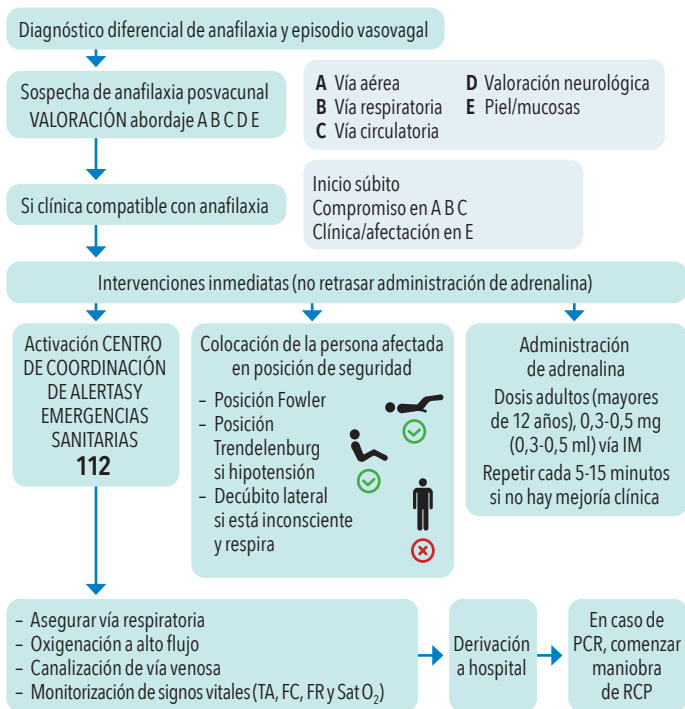 Diagnóstico diferencial de anafilaxia y episodio vasovagal
Sospecha de anafilaxia posvacunal
VALORACIÓN abordaje A B C D E
A Vía aérea
B Vía respiratoria
C Vía circulatoria
D Valoración neurológica
E Piel/mucosas
Si clínica compatible con anafilaxia
Inicio súbito
Compromiso en A B C
Clínica/afectación en E
Intervenciones inmediatas (no retrasar administración de adrenalina)
Activación CENTRO
DE COORDINACIÓN
DE ALERTASY
EMERGENCIAS
SANITARIAS
112
Colocación de la persona afectada
en posición de seguridad
– Posición Fowler
– Posición
Trendelenburg
si hipotensión
– Decúbito lateral
si está inconsciente
y respira
Administración
de adrenalina
Dosis adultos (mayores
de 12 años), 0,3-0,5 mg
(0,3-0,5 ml) vía IM
Repetir cada 5-15 minutos
si no hay mejoría clínica
– Asegurar vía respiratoria
– Oxigenación a alto flujo
– Canalización de vía venosa
– Monitorización de signos vitales (TA, FC, FR y Sat O₂)
Derivación
a hospital
En caso de
PCR, comenzar
maniobra
de RCP